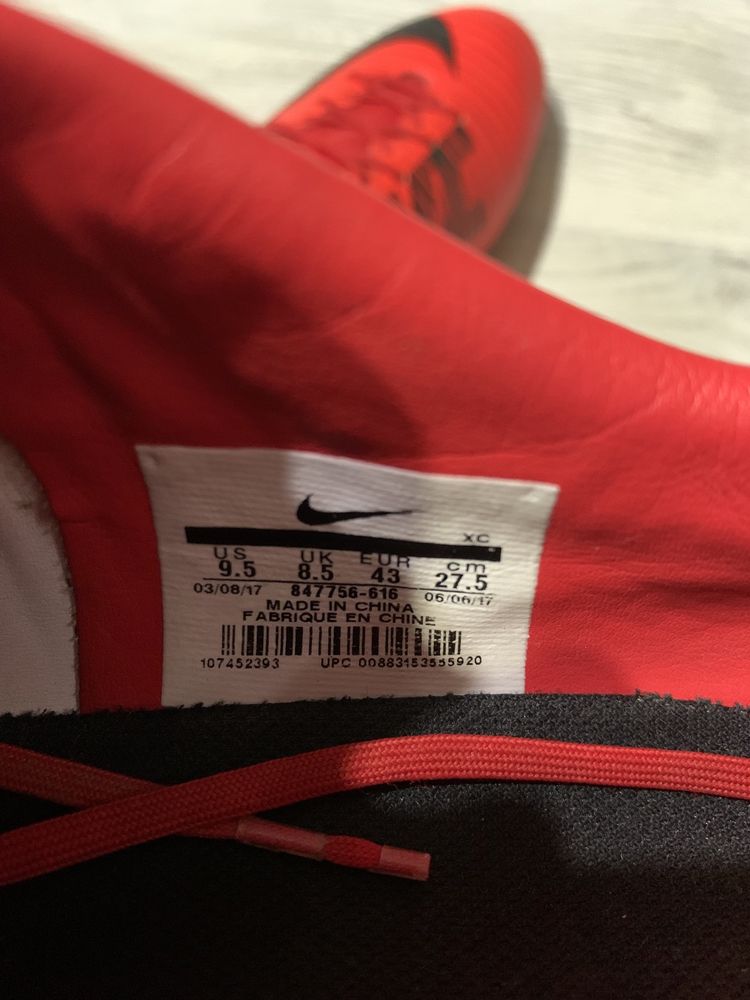 XC
US UK EUR cm
9.5 8.5 43 27.5
03/08/17 847756-616 06/06/17
MADE IN CHINA
FABRIQUE EN CHINE
107452393 UPC 00883153555920